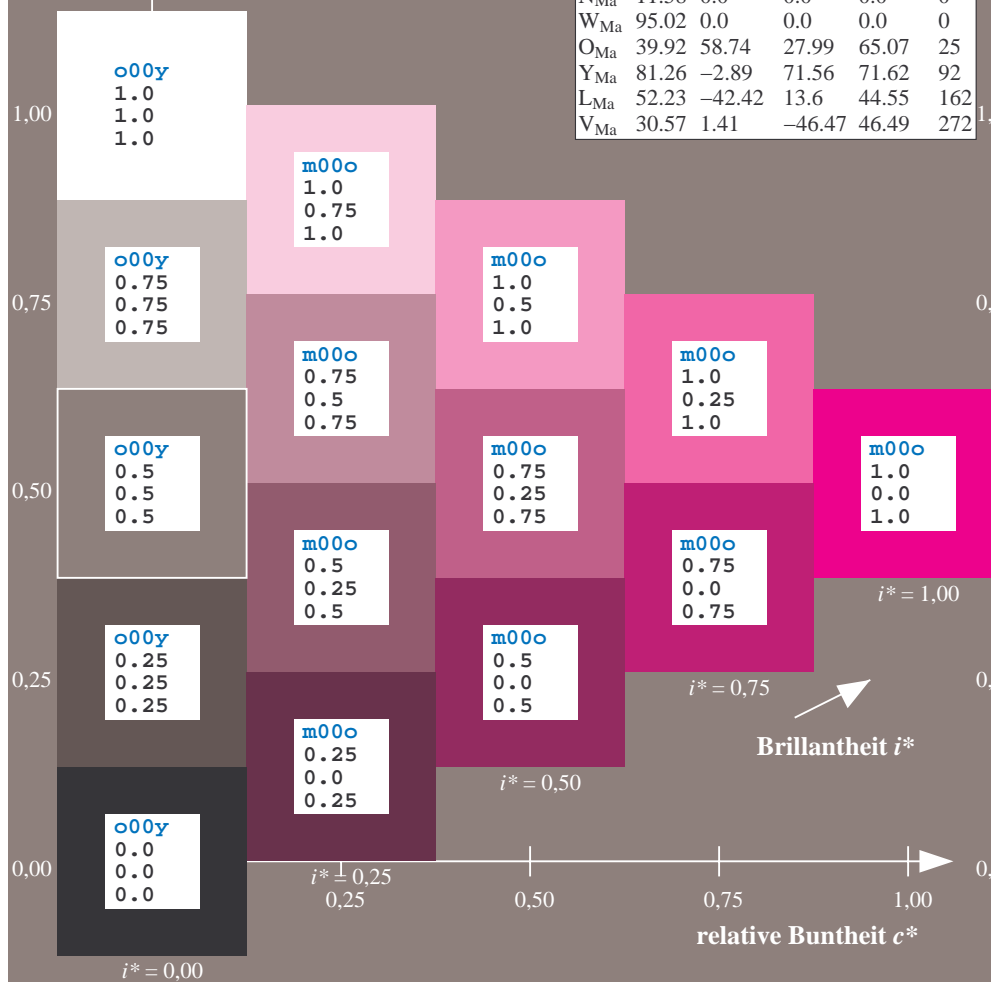 W Ma 95.02 0.0 0.0 0.0 0
O Ma 39.92 58.74 27.99 65.07 25
Y Ma 81.26 −2.89 71.56 71.62 92
L Ma 52.23 −42.42 13.6 44.55 162
V Ma 30.57 1.41 −46.47 46.49 272
o00y
1.0
1.0
1.0
1,00
m00o
1.0
0.75
1.0
o00y
0.75
0.75
0.75
m00o
1.0
0.5
1.0
0,75
m00o
0.75
0.5
0.75
m00o
1.0
0.25
1.0
o00y
0.5
0.5
0.5
m00o
0.75
0.25
0.75
m00o
1.0
0.0
1.0
0,50
m00o
0.5
0.25
0.5
m00o
0.75
0.0
0.75
i* = 1,00
o00y
0.25
0.25
0.25
m00o
0.5
0.0
0.5
0,25
i* = 0,75
m00o
0.25
0.0
0.25
Brillantheit i*
i* = 0,50
o00y
0.0
0.0
0.0
0,00
i* = 0,25
0,25 0,50 0,75 1,00
relative Buntheit c*
i* = 0,00